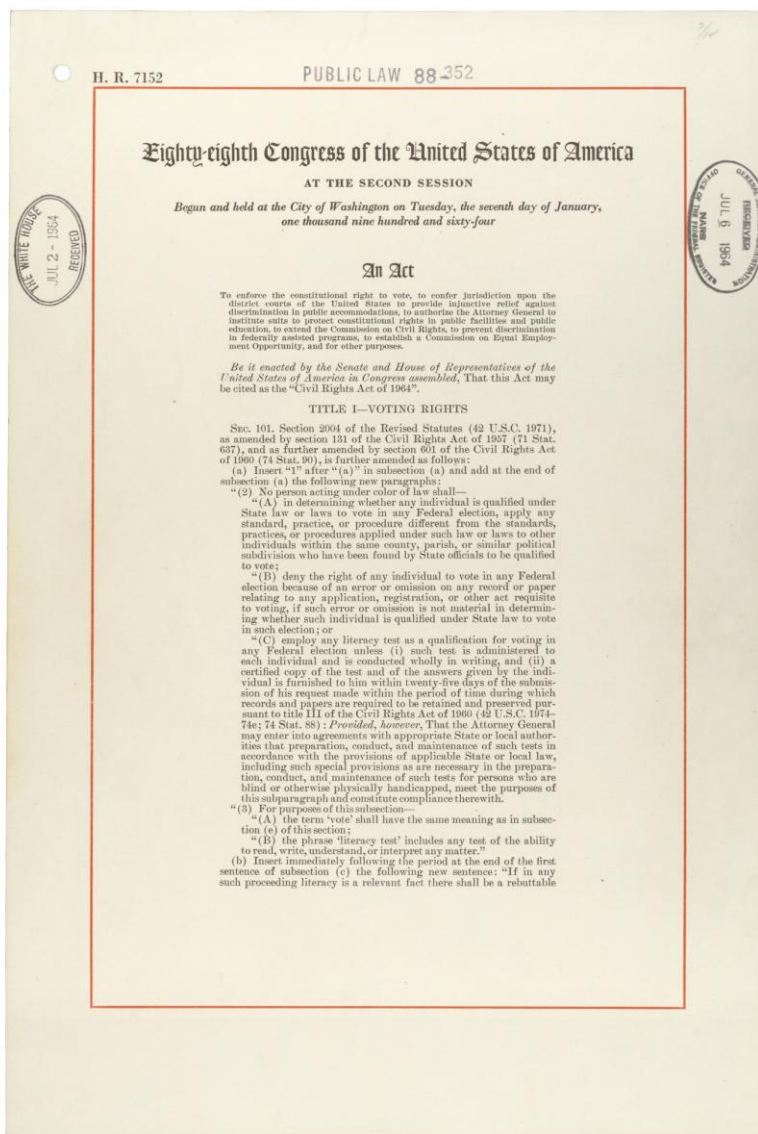 H. R. 7152
PUBLIC LAW 88-352
Eighty-eighth Congress of the United States of America
AT THE SECOND SESSION
Begun and held at the City of Washington on Tuesday, the seventh day of January,
one thousand nine hundred and sixty-four
THE WHITE HOUSE
JUL 2 - 1964
RECEIVED
RECEIVED
JUL 6 1964
NARS
OFFICE OF THE FEDERAL REGISTER
An Act
To enforce the constitutional right to vote, to confer jurisdiction upon the
district courts of the United States to provide injunctive relief against
discrimination in public accommodations, to authorize the Attorney General to
institute suits to protect constitutional rights in public facilities and public
education, to extend the Commission on Civil Rights, to prevent discrimination
in federally assisted programs, to establish a Commission on Equal Employ-
ment Opportunity, and for other purposes.
Be it enacted by the Senate and House of Representatives of the
United States of America in Congress assembled, That this Act may
be cited as the "Civil Rights Act of 1964".
TITLE I—VOTING RIGHTS
SEC. 101. Section 2004 of the Revised Statutes (42 U.S.C. 1971),
as amended by section 131 of the Civil Rights Act of 1957 (71 Stat.
637), and as further amended by section 601 of the Civil Rights Act
of 1960 (74 Stat. 90), is further amended as follows:
(a) Insert "1" after "(a)" in subsection (a) and add at the end of
subsection (a) the following new paragraphs:
"(2) No person acting under color of law shall—
"(A) in determining whether any individual is qualified under
State law or laws to vote in any Federal election, apply any
standard, practice, or procedure different from the standards,
practices, or procedures applied under such law or laws to other
individuals within the same county, parish, or similar political
subdivision who have been found by State officials to be qualified
to vote;
"(B) deny the right of any individual to vote in any Federal
election because of an error or omission on any record or paper
relating to any application, registration, or other act requisite
to voting, if such error or omission is not material in determin-
ing whether such individual is qualified under State law to vote
in such election; or
"(C) employ any literacy test as a qualification for voting in
any Federal election unless (i) such test is administered to
each individual and is conducted wholly in writing, and (ii) a
certified copy of the test and of the answers given by the indi-
vidual is furnished to him within twenty-five days of the submis-
sion of his request made within the period of time during which
records and papers are required to be retained and preserved pur-
suant to title III of the Civil Rights Act of 1960 (42 U.S.C. 1974–
74e; 74 Stat. 88): Provided, however, That the Attorney General
may enter into agreements with appropriate State or local author-
ities that preparation, conduct, and maintenance of such tests in
accordance with the provisions of applicable State or local law,
including such special provisions as are necessary in the prepara-
tion, conduct, and maintenance of such tests for persons who are
blind or otherwise physically handicapped, meet the purposes of
this subparagraph and constitute compliance therewith.
"(3) For purposes of this subsection—
"(A) the term 'vote' shall have the same meaning as in subsec-
tion (e) of this section;
"(B) the phrase 'literacy test' includes any test of the ability
to read, write, understand, or interpret any matter."
(b) Insert immediately following the period at the end of the first
sentence of subsection (c) the following new sentence: "If in any
such proceeding literacy is a relevant fact there shall be a rebuttable